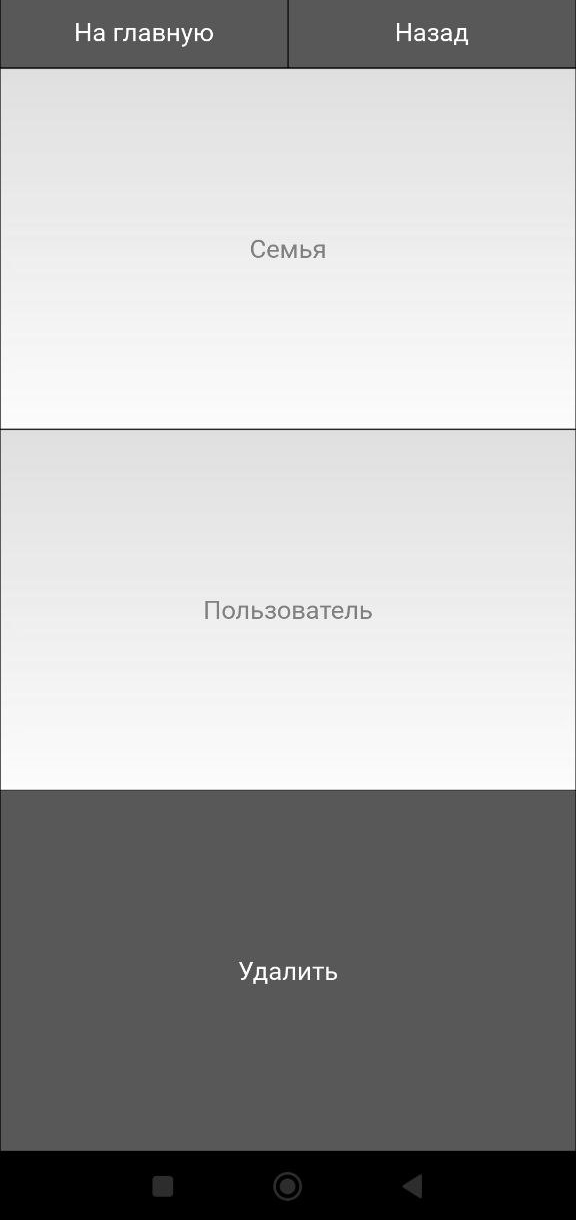 На главную
Назад
Семья
Пользователь
Удалить